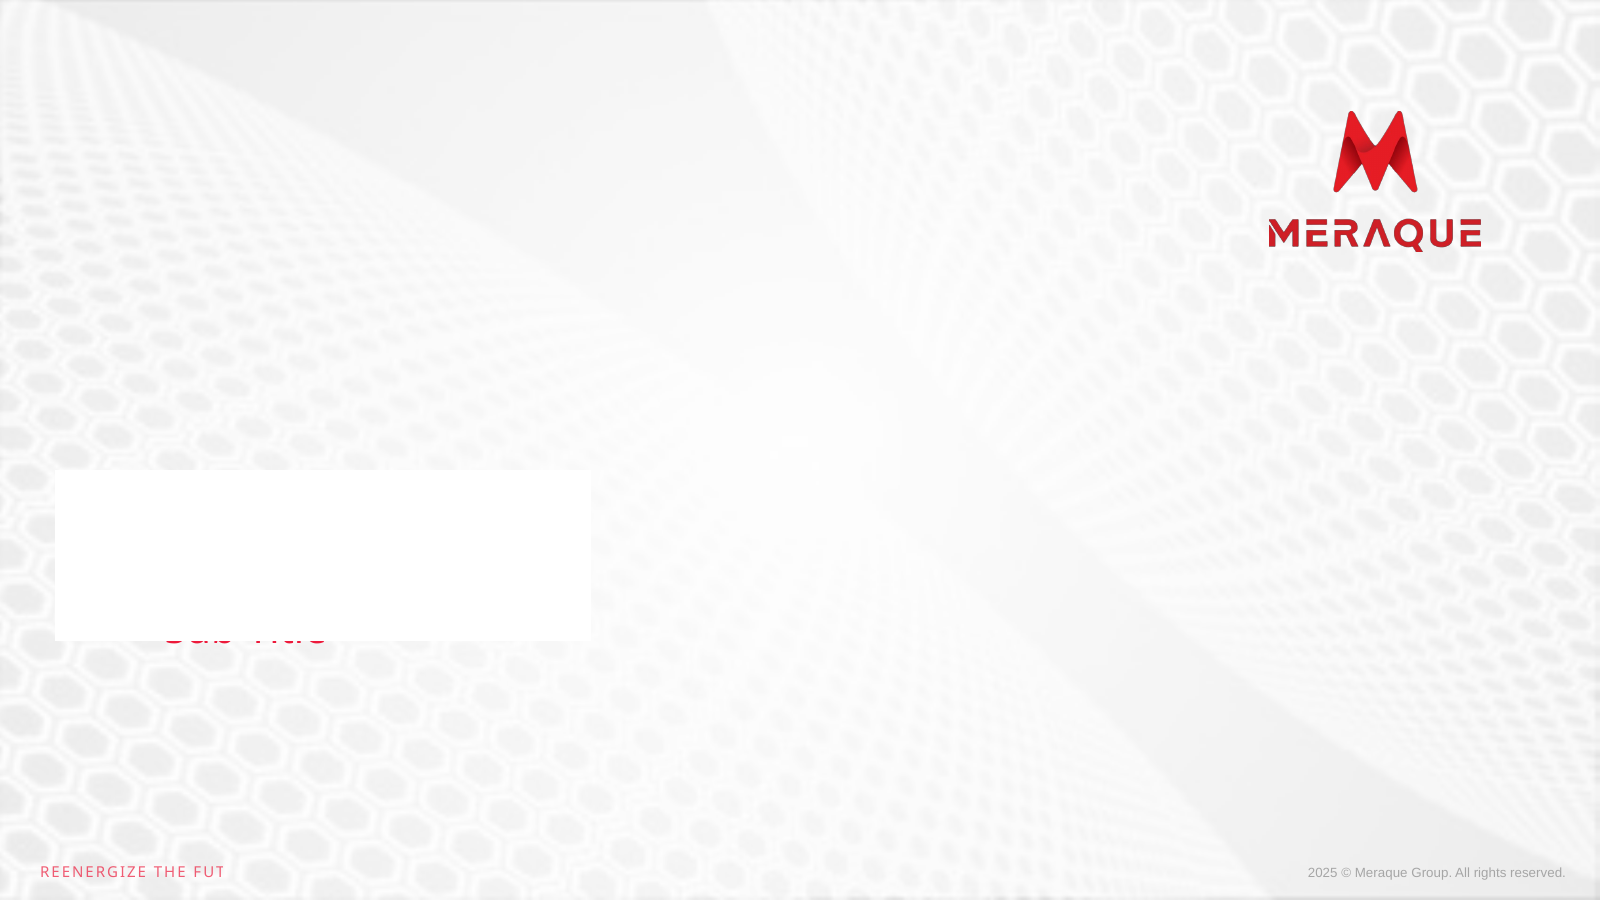 MERAQUE
REENERGIZE THE FUT
2025 © Meraque Group. All rights reserved.